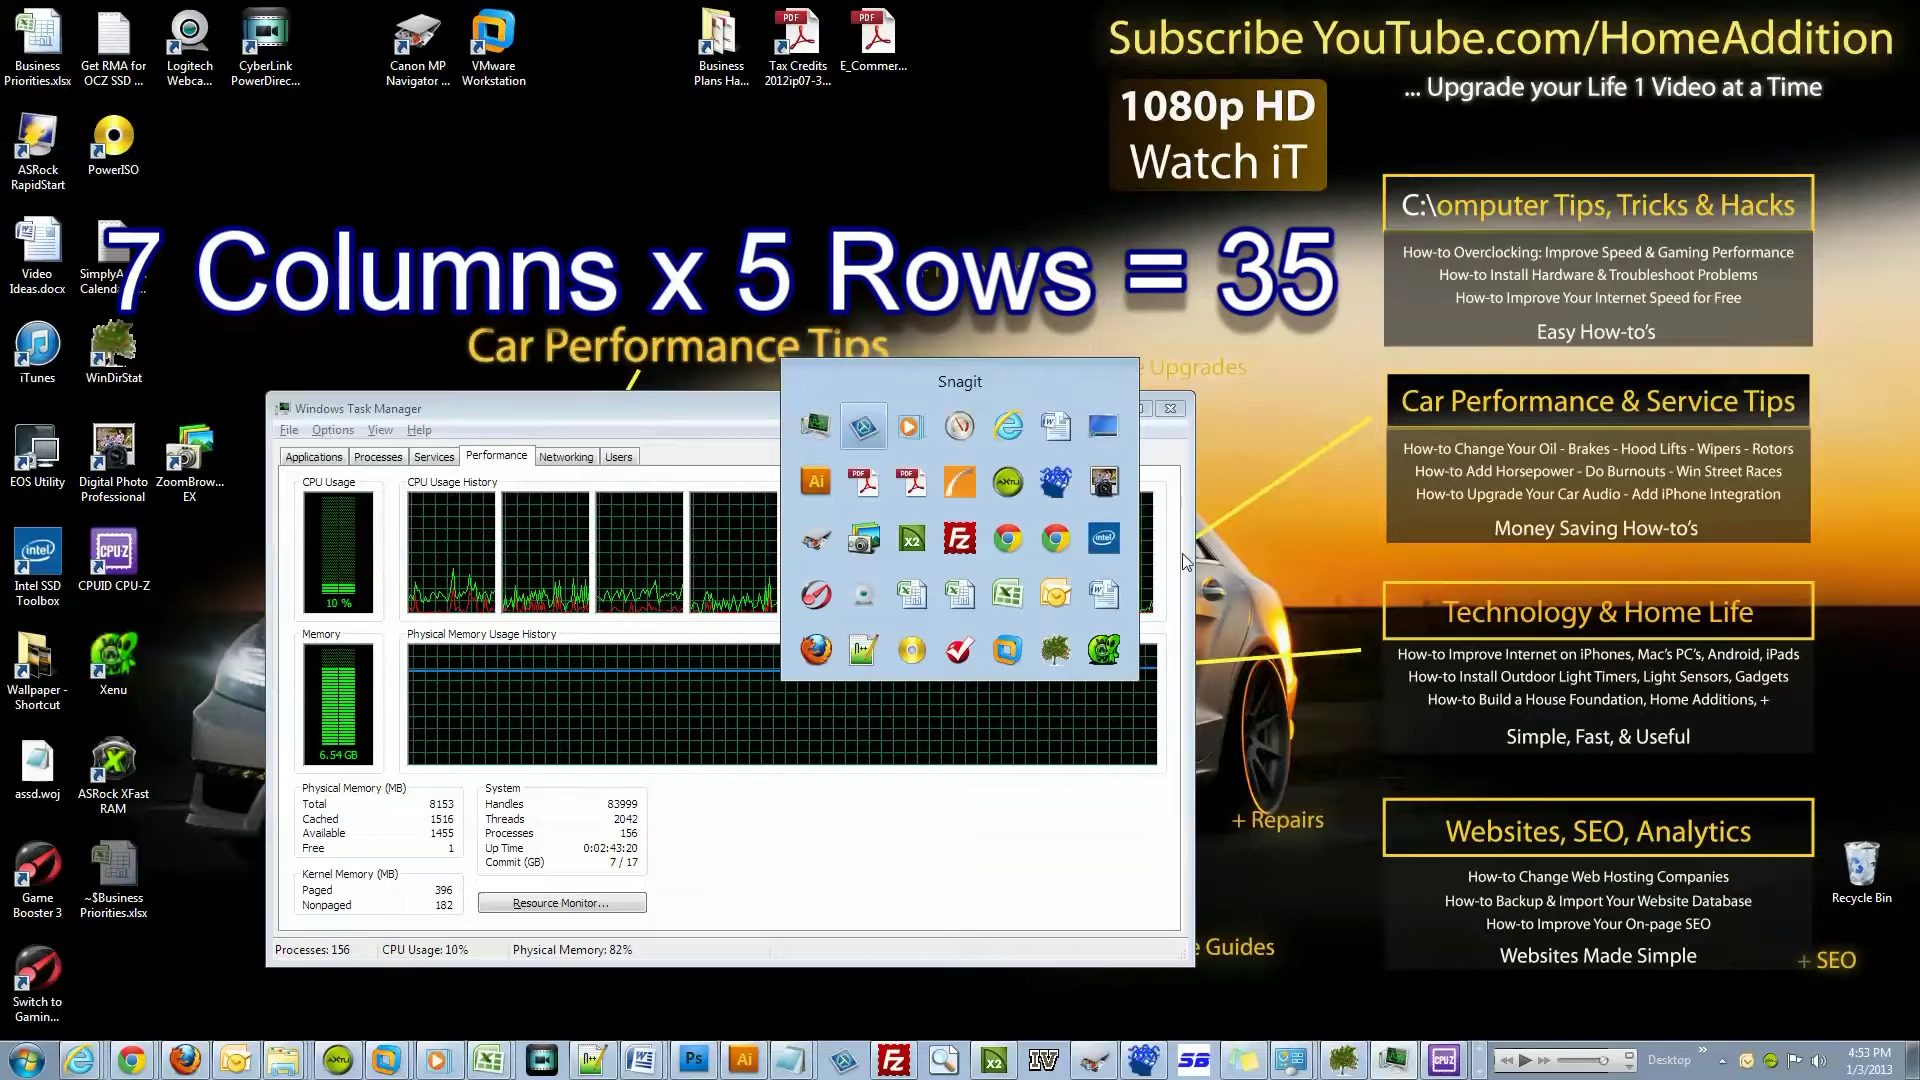 Business
Priorities.xlsx
Get RMA for
OCZ SSD ...
Logitech
Webca...
CyberLink
PowerDirec...
Canon MP
Navigator ...
VMware
Workstation
Business
Plans Ha...
Tax Credits
2012ip07-3...
E_Commer...
ASRock
RapidStart
PowerISO
Video
Ideas.docx
SimplyA...
Calend...
iTunes
WinDirStat
EOS Utility
Digital Photo
Professional
ZoomBrow...
EX
Intel SSD
Toolbox
CPUID CPU-Z
Wallpaper -
Shortcut
Xenu
assd.woj
ASRock XFast
RAM
Game
Booster 3
~$Business
Priorities.xlsx
Switch to
Gamin...
Recycle Bin
Subscribe YouTube.com/HomeAddition
... Upgrade your Life 1 Video at a Time
1080p HD
Watch iT
7 Columns x 5 Rows = 35
Car Performance Tips
Upgrades
C:\omputer Tips, Tricks & Hacks
How-to Overclocking: Improve Speed & Gaming Performance
How-to Install Hardware & Troubleshoot Problems
How-to Improve Your Internet Speed for Free
Easy How-to's
Car Performance & Service Tips
How-to Change Your Oil - Brakes - Hood Lifts - Wipers - Rotors
How-to Add Horsepower - Do Burnouts - Win Street Races
How-to Upgrade Your Car Audio - Add iPhone Integration
Money Saving How-to's
Technology & Home Life
How-to Improve Internet on iPhones, Mac's PC's, Android, iPads
How-to Install Outdoor Light Timers, Light Sensors, Gadgets
How-to Build a House Foundation, Home Additions, +
Simple, Fast, & Useful
+ Repairs
Websites, SEO, Analytics
How-to Change Web Hosting Companies
How-to Backup & Import Your Website Database
How-to Improve Your On-page SEO
Websites Made Simple
+ SEO
Guides
Windows Task Manager
File Options View Help
Applications Processes Services Performance Networking Users
CPU Usage
CPU Usage History
10 %
Memory
Physical Memory Usage History
6.54 GB
Physical Memory (MB)
Total 8153
Cached 1516
Available 1455
Free 1
Kernel Memory (MB)
Paged 396
Nonpaged 182
System
Handles 83999
Threads 2042
Processes 156
Up Time 0:02:43:20
Commit (GB) 7 / 17
Resource Monitor...
Processes: 156 CPU Usage: 10% Physical Memory: 82%
Snagit
Ai
PDF
PDF
AXTU
X2
FZ
intel
Desktop
4:53 PM
1/3/2013